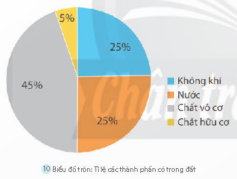 5%
25%
45%
25%
Không khí
Nước
Chất vô cơ
Chất hữu cơ
10 Biểu đồ tròn: Tỉ lệ các thành phần có trong đất